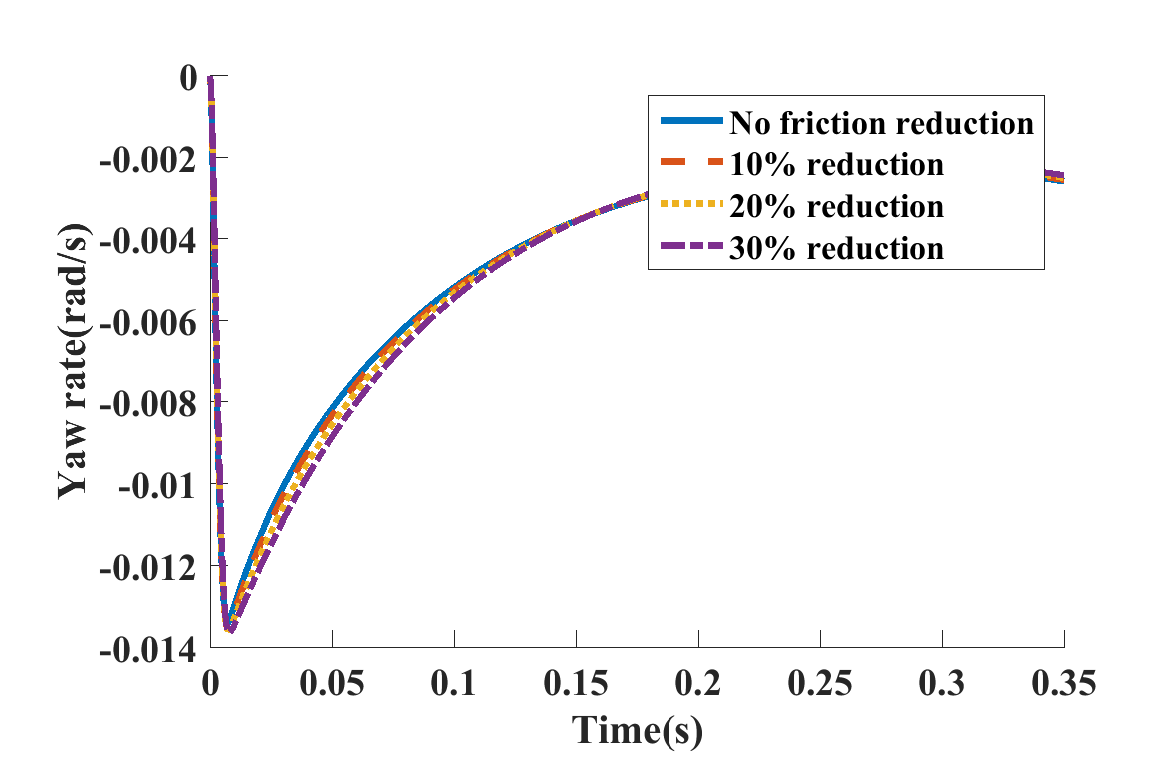 0
-0.002
-0.004
-0.006
-0.008
-0.01
-0.012
-0.014
Yaw rate(rad/s)
No friction reduction
10% reduction
20% reduction
30% reduction
0 0.05 0.1 0.15 0.2 0.25 0.3 0.35
Time(s)